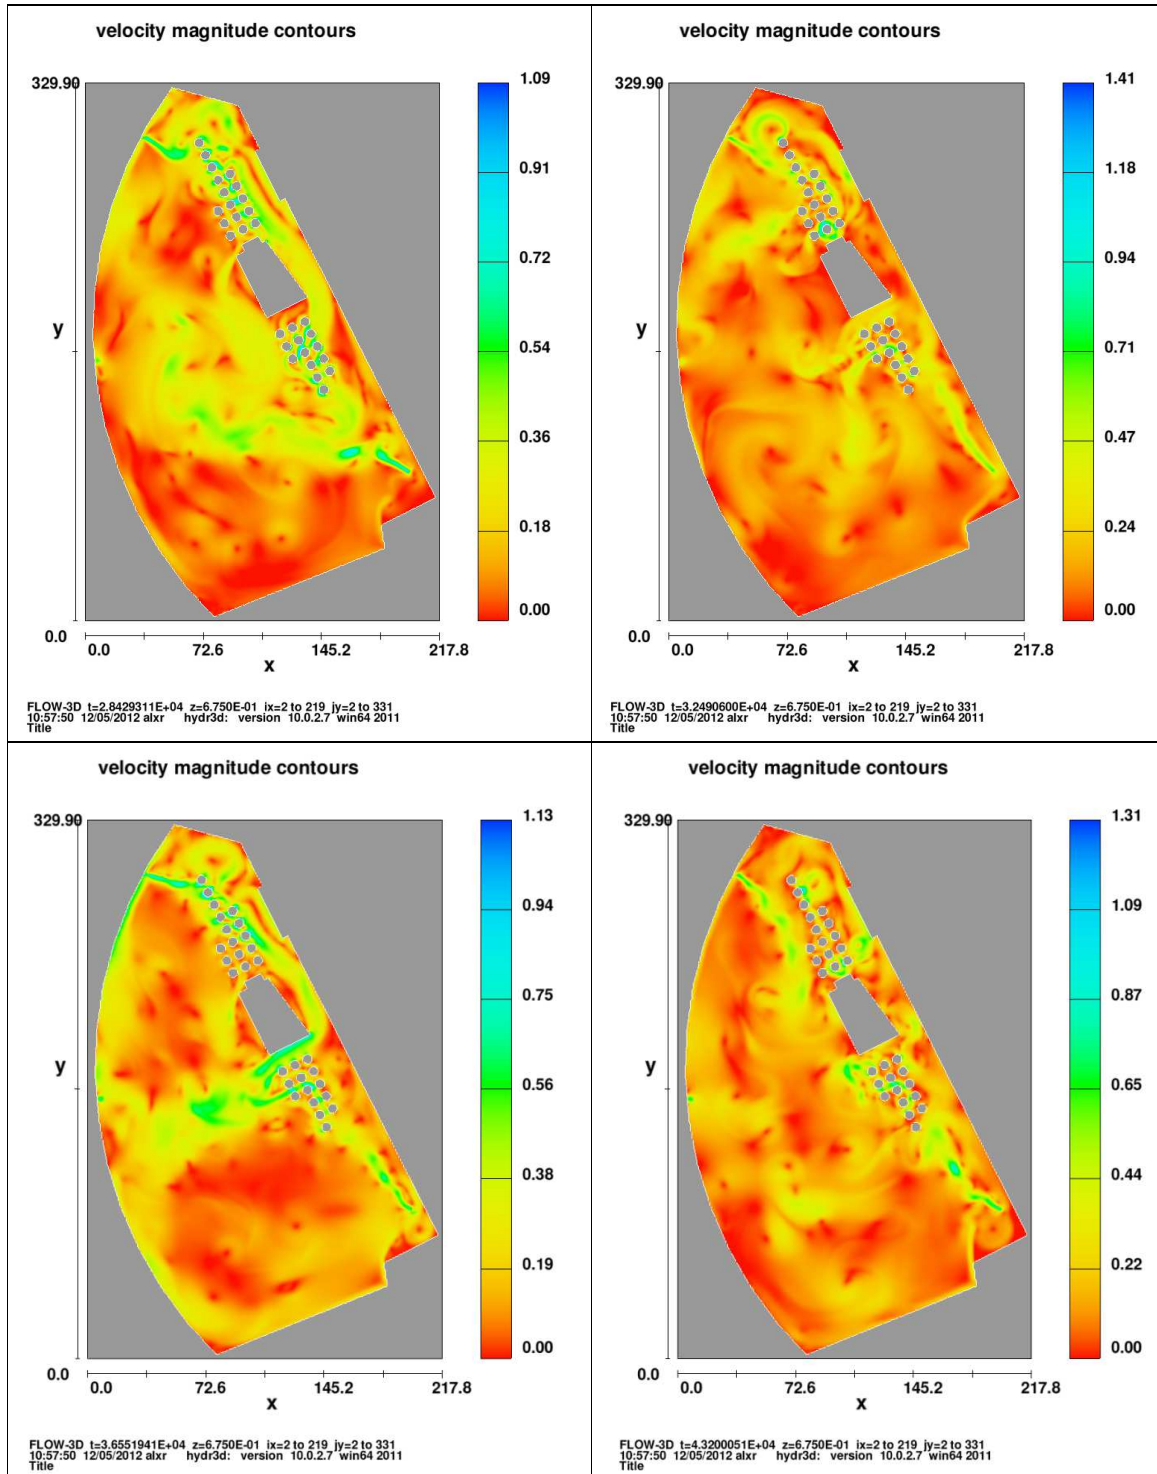 velocity magnitude contours
329.90
1.09
0.91
0.72
y
0.54
0.36
0.18
0.00
0.0
0.0 72.6 145.2 217.8
x
FLOW-3D t=2.8429311E+04 z=6.750E-01 ix=2 to 219 jy=2 to 331
10:57:50 12/05/2012 alxr hydr3d: version 10.0.2.7 win64 2011
Title
velocity magnitude contours
329.90
1.41
1.18
0.94
y
0.71
0.47
0.24
0.00
0.0
0.0 72.6 145.2 217.8
x
FLOW-3D t=3.2490600E+04 z=6.750E-01 ix=2 to 219 jy=2 to 331
10:57:50 12/05/2012 alxr hydr3d: version 10.0.2.7 win64 2011
Title
velocity magnitude contours
329.90
1.13
0.94
0.75
y
0.56
0.38
0.19
0.00
0.0
0.0 72.6 145.2 217.8
x
FLOW-3D t=3.6551941E+04 z=6.750E-01 ix=2 to 219 jy=2 to 331
10:57:50 12/05/2012 alxr hydr3d: version 10.0.2.7 win64 2011
Title
velocity magnitude contours
329.90
1.31
1.09
0.87
y
0.65
0.44
0.22
0.00
0.0
0.0 72.6 145.2 217.8
x
FLOW-3D t=4.3200051E+04 z=6.750E-01 ix=2 to 219 jy=2 to 331
10:57:50 12/05/2012 alxr hydr3d: version 10.0.2.7 win64 2011
Title